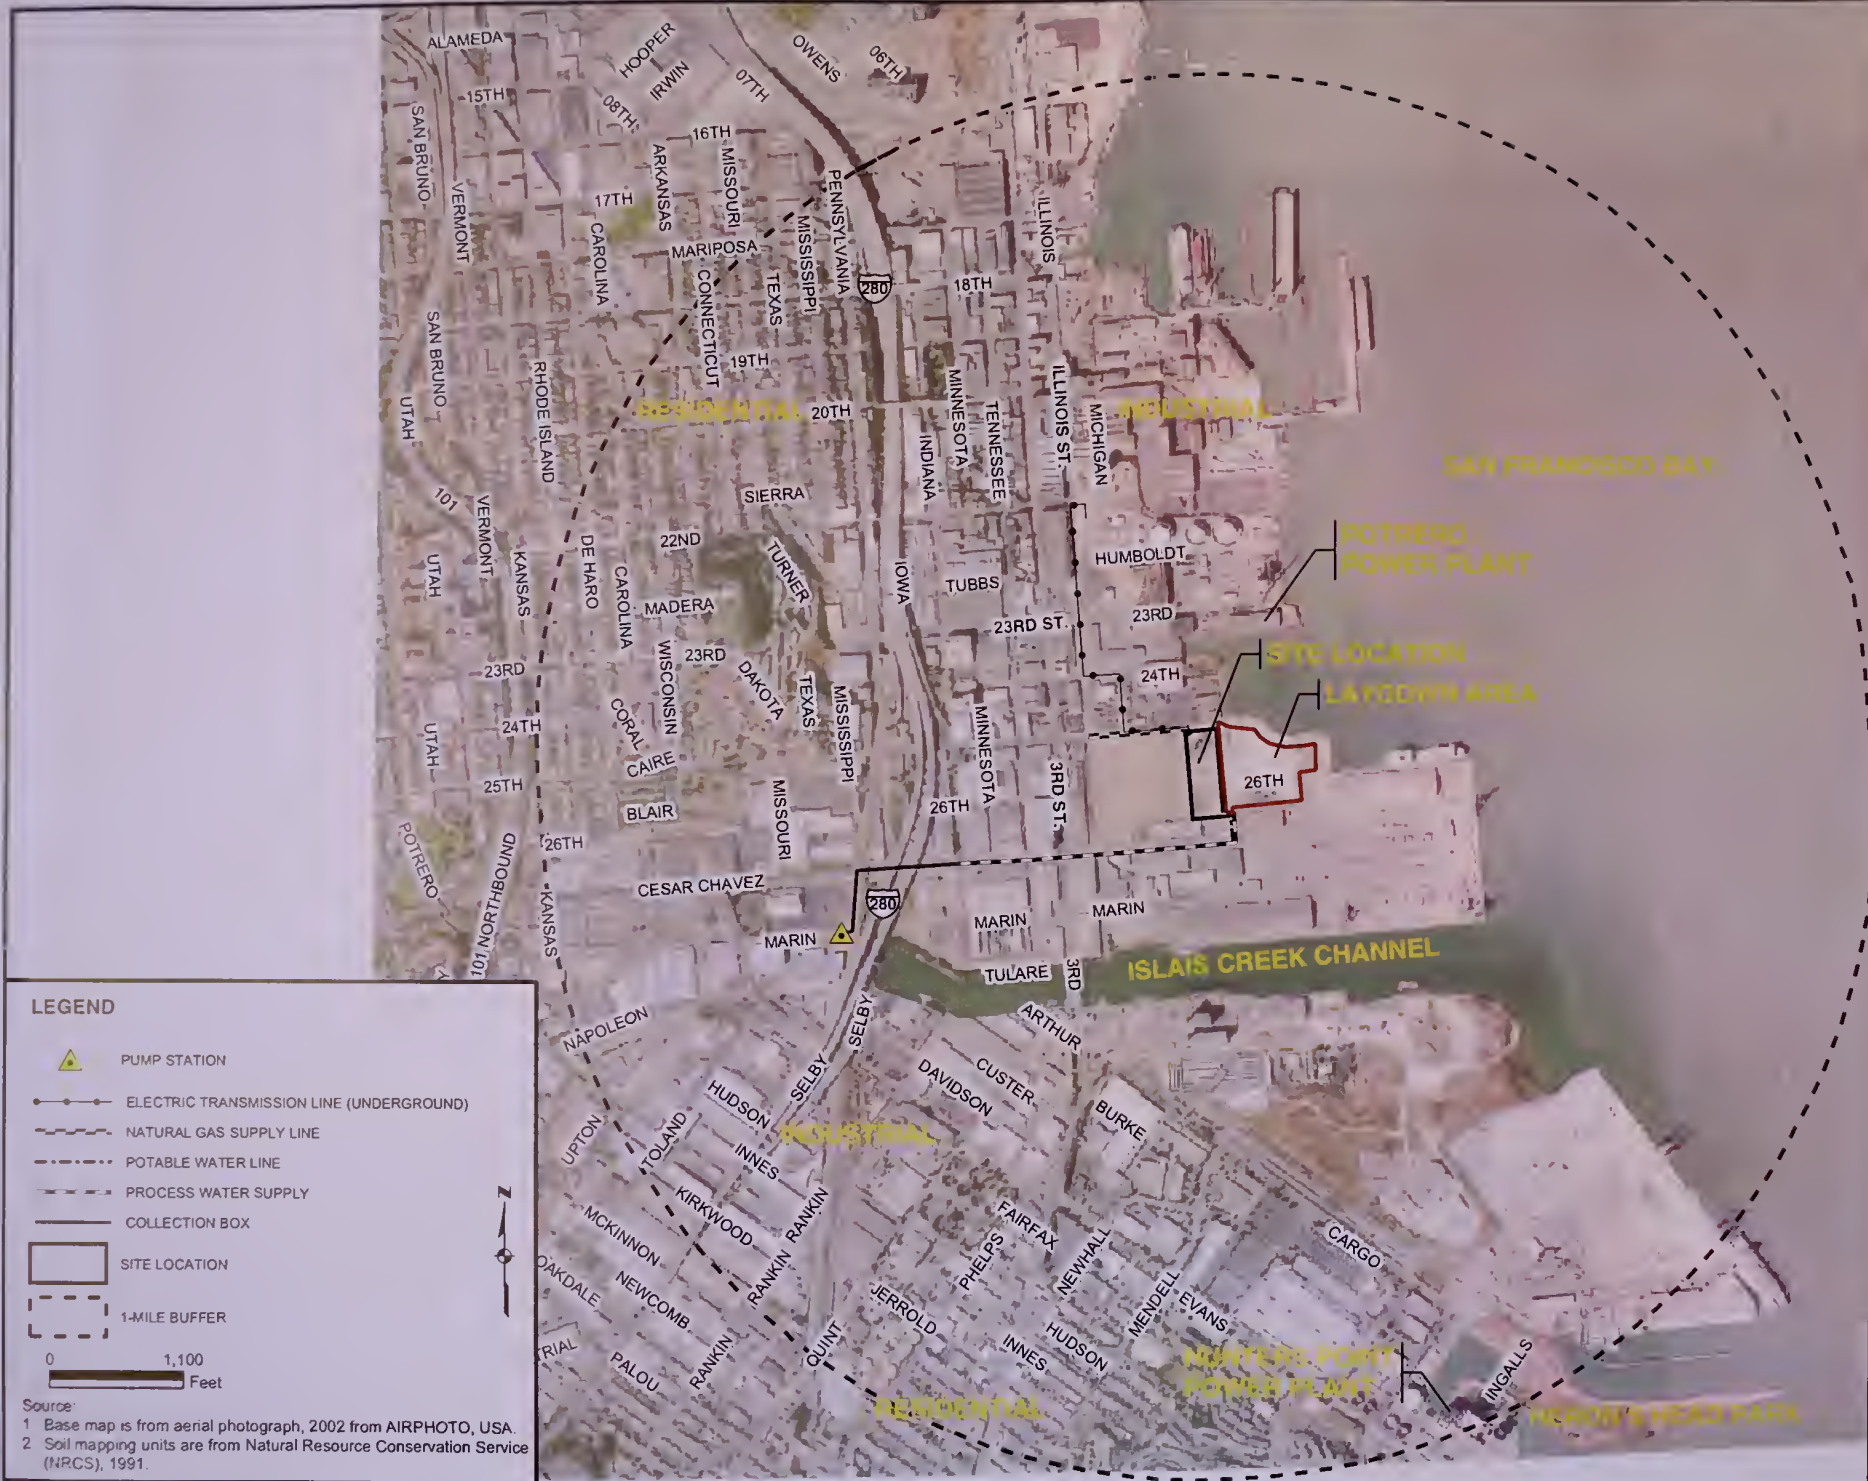 ALAMEDA
HOOPER
IRWIN
07TH
OWENS
06TH
15TH
08TH
SAN BRUNO
16TH
ARKANSAS
MISSOURI
PENNSYLVANIA
VERMONT
17TH
CAROLINA
MARIPOSA
MISSISSIPPI
ILLINOIS
CONNECTICUT
TEXAS
280
18TH
SAN BRUNO
19TH
RHODE ISLAND
UTAH
RESIDENTIAL
20TH
MINNESOTA
TENNESSEE
ILLINOIS ST.
MICHIGAN
INDUSTRIAL
INDIANA
SAN FRANCISCO BAY
101
VERMONT
SIERRA
22ND
TURNER
HUMBOLDT
POTRERO
POWER PLANT
UTAH
KANSAS
DE HARO
CAROLINA
MADERA
IOWA
TUBBS
23RD ST.
23RD
23RD
WISCONSIN
23RD
DAKOTA
TEXAS
MISSISSIPPI
24TH
SITE LOCATION
LAYDOWN AREA
UTAH
24TH
CORAL
CAIRE
MINNESOTA
3RD ST.
26TH
25TH
BLAIR
MISSOURI
26TH
POTRERO
26TH
101 NORTHBOUND
KANSAS
CESAR CHAVEZ
280
MARIN
MARIN
MARIN
TULARE
3RD
ISLAIS CREEK CHANNEL
NAPOLEON
SELBY
SELBY
ARTHUR
CUSTER
DAVIDSON
BURKE
HUDSON
INDUSTRIAL
UPTON
TOLAND
INNES
KIRKWOOD
RANKIN
RANKIN
MCKINNON
OAKDALE
NEWCOMB
FAIRFAX
PHELPS
NEWHALL
CARGO
JERROLD
MENDELL
EVANS
HUDSON
INNES
TRIAL
PALOU
RANKIN
QUINT
HUNTERS POINT
POWER PLANT
INGALLS
RESIDENTIAL
HERON'S HEAD PARK
LEGEND
PUMP STATION
ELECTRIC TRANSMISSION LINE (UNDERGROUND)
NATURAL GAS SUPPLY LINE
POTABLE WATER LINE
PROCESS WATER SUPPLY
COLLECTION BOX
SITE LOCATION
1-MILE BUFFER
N
0 1,100
Feet
Source:
1 Base map is from aerial photograph, 2002 from AIRPHOTO, USA.
2 Soil mapping units are from Natural Resource Conservation Service
(NRCS), 1991.